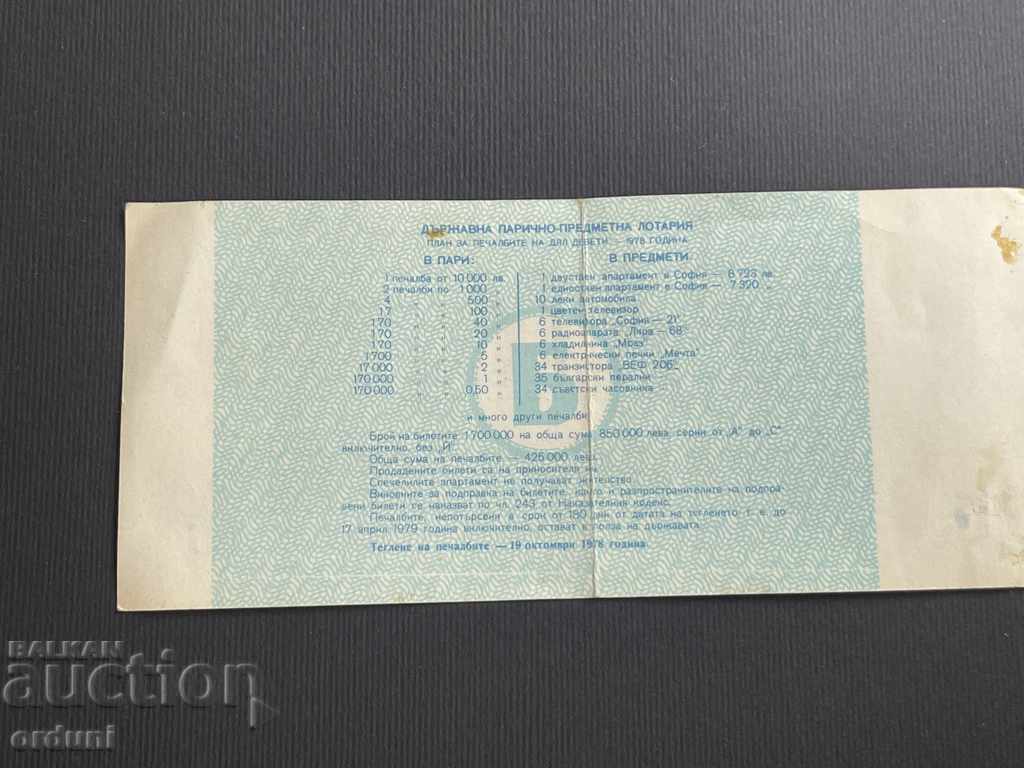 ДЪРЖАВНА ПАРИЧНО-ПРЕДМЕТНА ЛОТАРИЯ
ПЛАН ЗА ПЕЧАЛБИТЕ НА ДЯЛ ДЕВЕТИ — 1978 ГОДИНА
В ПАРИ:
1 печалба от 10 000 лв.
2 печалби по 1 000 „
4 „ „ 500 „
17 „ „ 100 „
170 „ „ 40 „
170 „ „ 20 „
170 „ „ 10 „
1 700 „ „ 5 „
17 000 „ „ 2 „
170 000 „ „ 1 „
170 000 „ „ 0,50 „
В ПРЕДМЕТИ:
1 двустаен апартамент в София — 8 723 лв.
1 едностаен апартамент в София — 7 390 „
10 леки автомобила
1 цветен телевизор
6 телевизора „София — 21“
6 радиоапарата „Лира — 68“
6 хладилника „Мраз“
6 електрически печки „Мечта“
34 транзистора „ВЕФ 206“
35 български перални
34 съветски часовника
и много други печалби
Брой на билетите 1 700 000 на обща сума 850 000 лева, серии от „А“ до „С“
включително, без „Й“.
Обща сума на печалбите — 425 000 лева
Продадените билети са на приносителя им
Спечелилите апартамент не получават жителство.
Виновните за подправка на билетите, както и разпространителите на подпра-
вени билети се наказват по чл. 243 от Наказателния кодекс.
Печалбите, непотърсени в срок от 180 дни от датата на тегленето т. е. до
17 април 1979 година включително, остават в полза на държавата.
Теглене на печалбите — 19 октомври 1978 година
BALKAN
auction
orduni